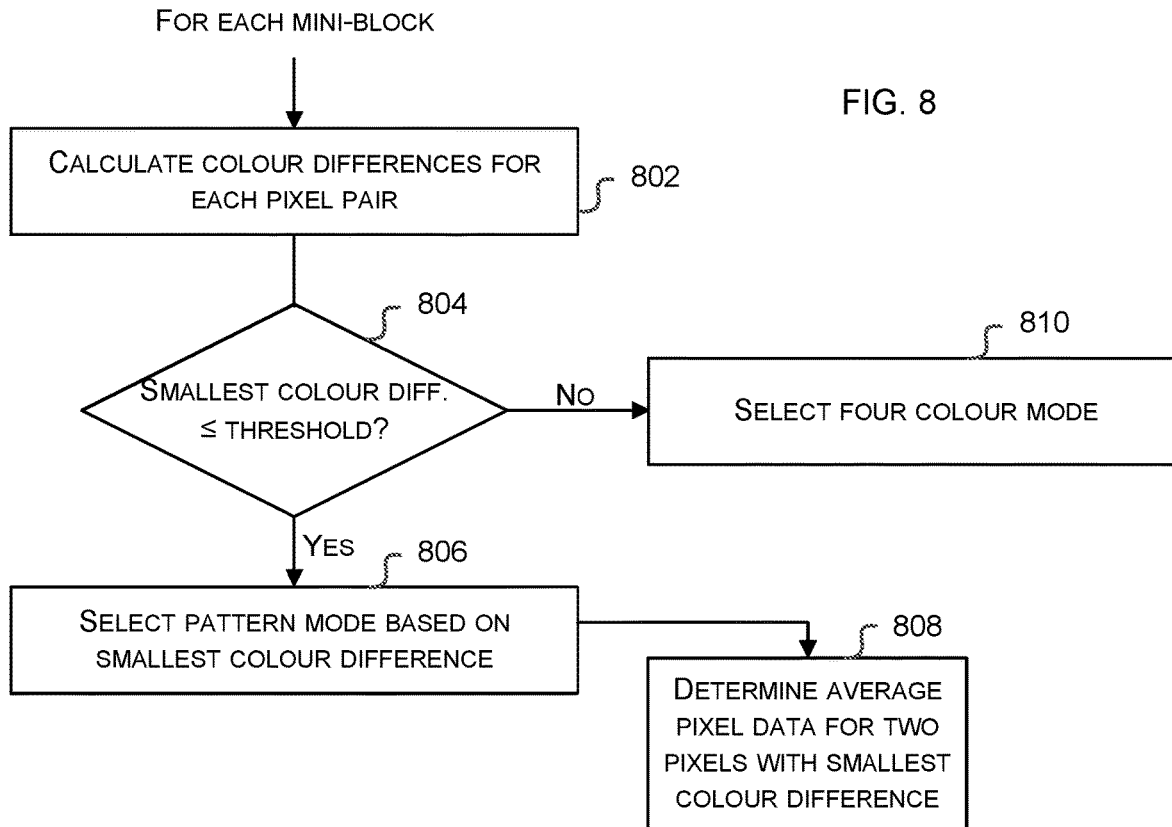 FOR EACH MINI-BLOCK
FIG. 8
CALCULATE COLOUR DIFFERENCES FOR
EACH PIXEL PAIR
802
804
SMALLEST COLOUR DIFF.
≤ THRESHOLD?
NO
810
SELECT FOUR COLOUR MODE
YES
806
SELECT PATTERN MODE BASED ON
SMALLEST COLOUR DIFFERENCE
808
DETERMINE AVERAGE
PIXEL DATA FOR TWO
PIXELS WITH SMALLEST
COLOUR DIFFERENCE